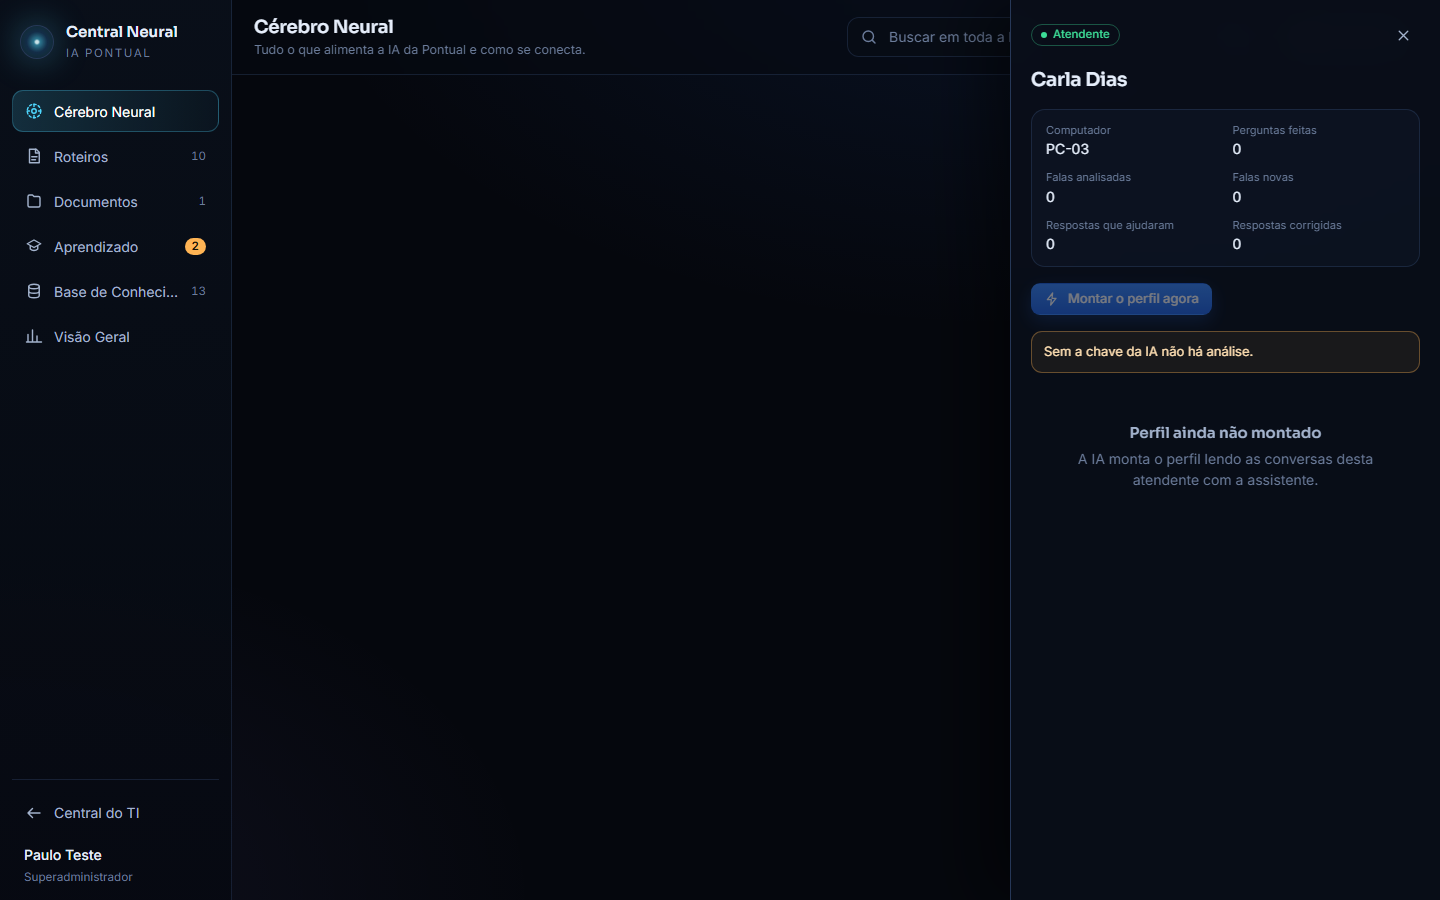 Central Neural
IA PONTUAL
Cérebro Neural
Roteiros 10
Documentos 1
Aprendizado 2
Base de Conheci... 13
Visão Geral
Central do TI
Paulo Teste
Superadministrador
Cérebro Neural
Tudo o que alimenta a IA da Pontual e como se conecta.
Buscar em toda a
Atendente
Carla Dias
Computador
PC-03
Perguntas feitas
0
Falas analisadas
0
Falas novas
0
Respostas que ajudaram
0
Respostas corrigidas
0
Montar o perfil agora
Sem a chave da IA não há análise.
Perfil ainda não montado
A IA monta o perfil lendo as conversas desta
atendente com a assistente.